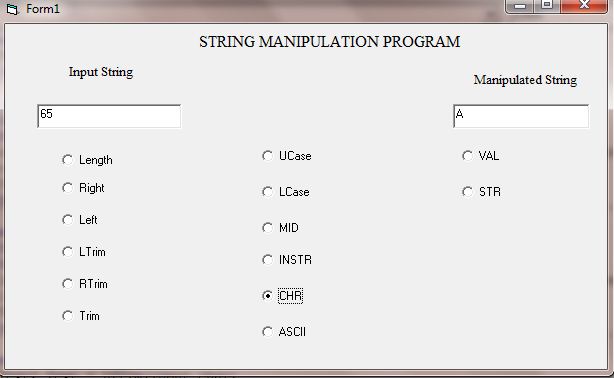 Form1
STRING MANIPULATION PROGRAM
Input String
Manipulated String
65
A
Length
Right
Left
LTrim
RTrim
Trim
UCase
LCase
MID
INSTR
CHR
ASCII
VAL
STR